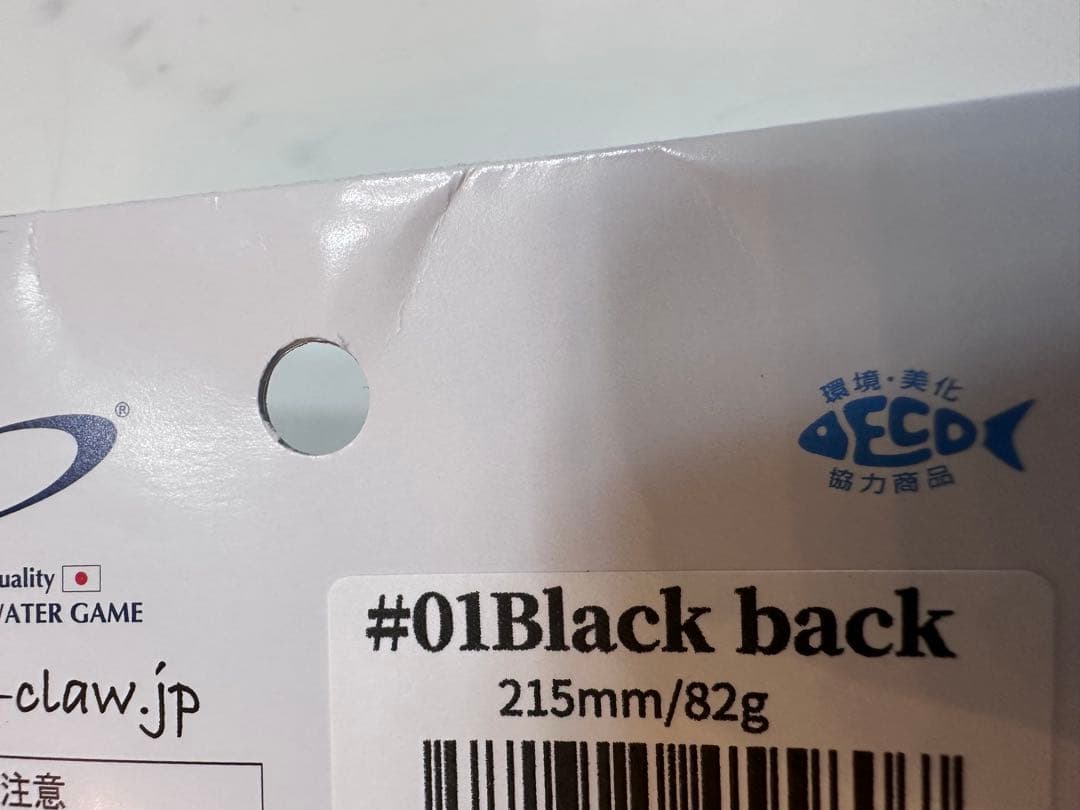 環境・美化
ECO
協力商品
®
uality
WATER GAME
-claw.jp
注意
#01Black back
215mm/82g